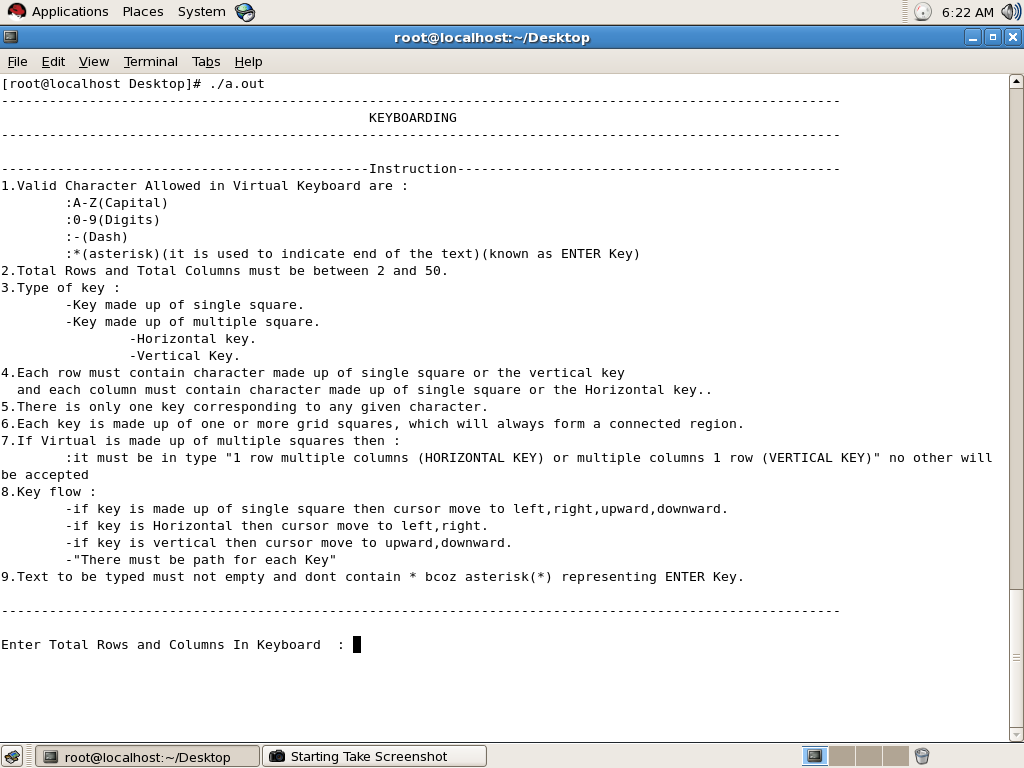 Applications Places System 6:22 AM
root@localhost:~/Desktop
File Edit View Terminal Tabs Help
[root@localhost Desktop]# ./a.out
---------------------------------------------------------------------------------------------------------
KEYBOARDING
---------------------------------------------------------------------------------------------------------
----------------------------------------------Instruction------------------------------------------------
1.Valid Character Allowed in Virtual Keyboard are :
:A-Z(Capital)
:0-9(Digits)
:-(Dash)
:*(asterisk)(it is used to indicate end of the text)(known as ENTER Key)
2.Total Rows and Total Columns must be between 2 and 50.
3.Type of key :
-Key made up of single square.
-Key made up of multiple square.
-Horizontal key.
-Vertical Key.
4.Each row must contain character made up of single square or the vertical key
and each column must contain character made up of single square or the Horizontal key..
5.There is only one key corresponding to any given character.
6.Each key is made up of one or more grid squares, which will always form a connected region.
7.If Virtual is made up of multiple squares then :
:it must be in type "1 row multiple columns (HORIZONTAL KEY) or multiple columns 1 row (VERTICAL KEY)" no other will
be accepted
8.Key flow :
-if key is made up of single square then cursor move to left,right,upward,downward.
-if key is Horizontal then cursor move to left,right.
-if key is vertical then cursor move to upward,downward.
-"There must be path for each Key"
9.Text to be typed must not empty and dont contain * bcoz asterisk(*) representing ENTER Key.
---------------------------------------------------------------------------------------------------------
Enter Total Rows and Columns In Keyboard  :
root@localhost:~/Desktop Starting Take Screenshot